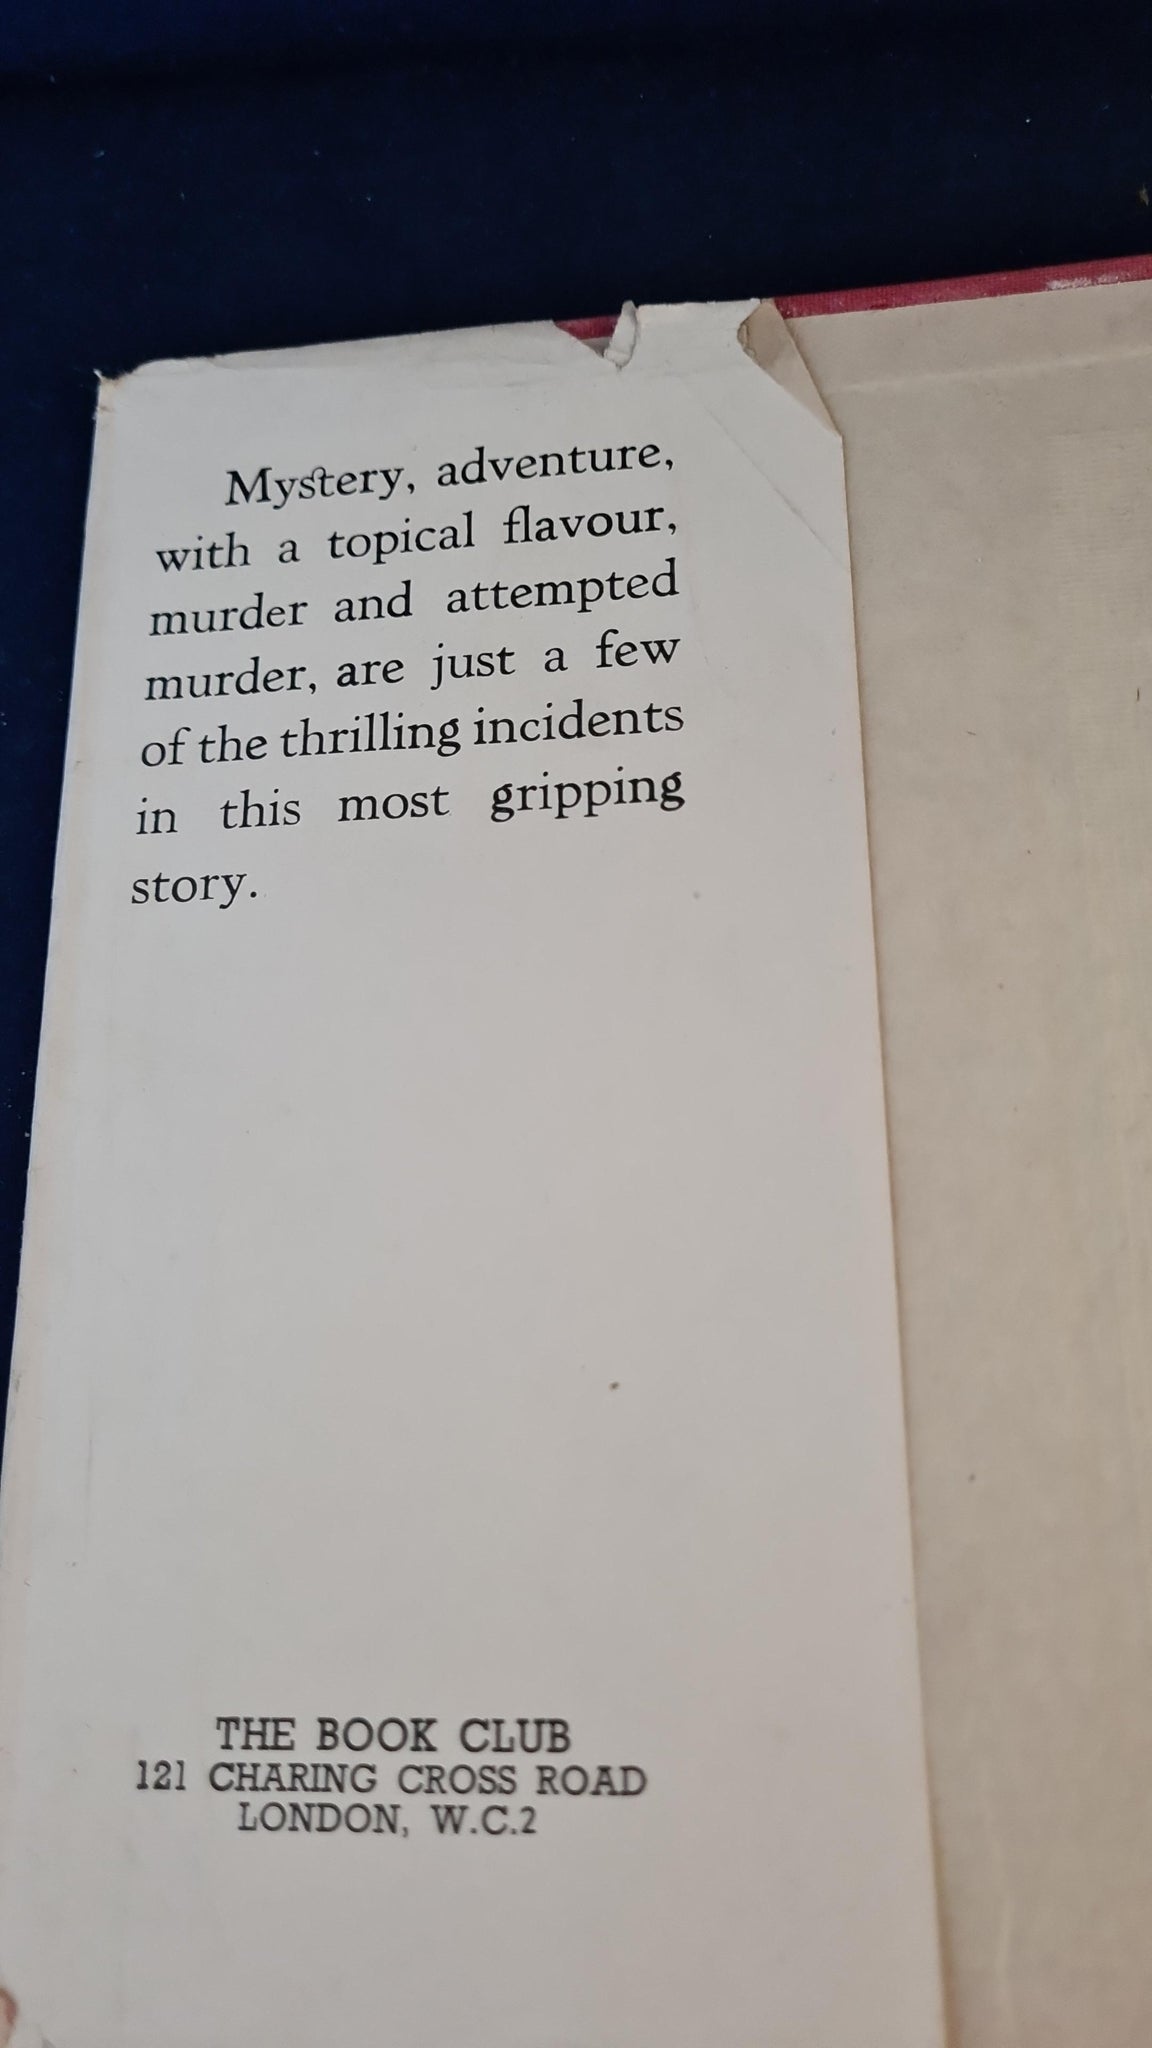 Mystery, adventure,
with a topical flavour,
murder and attempted
murder, are just a few
of the thrilling incidents
in this most gripping
story.
THE BOOK CLUB
121 CHARING CROSS ROAD
LONDON, W.C.2